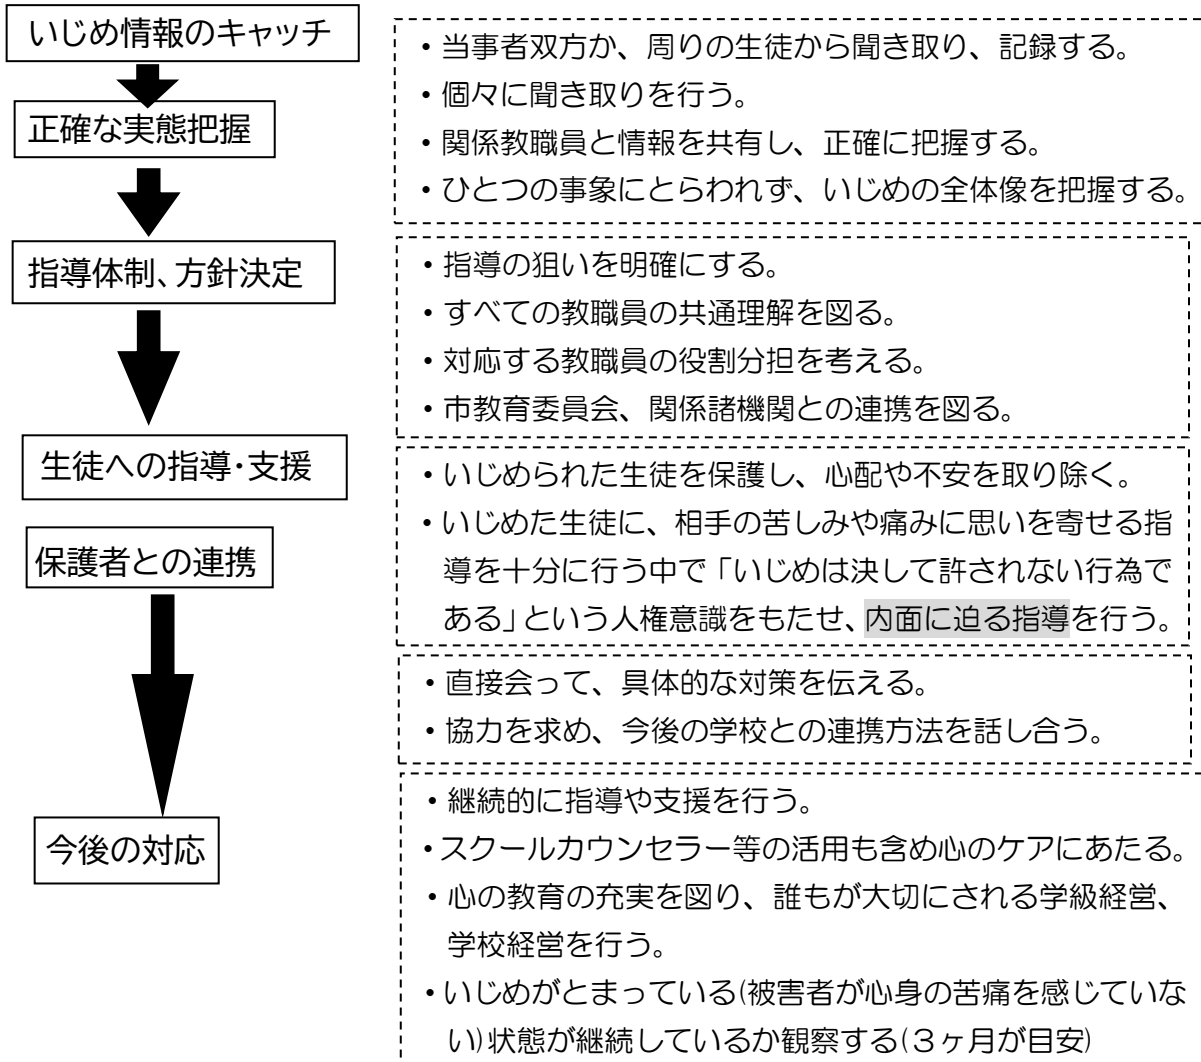 いじめ情報のキャッチ
・当事者双方か、周りの生徒から聞き取り、記録する。
・個々に聞き取りを行う。
正確な実態把握
・関係教職員と情報を共有し、正確に把握する。
・ひとつの事象にとらわれず、いじめの全体像を把握する。
指導体制、方針決定
・指導の狙いを明確にする。
・すべての教職員の共通理解を図る。
・対応する教職員の役割分担を考える。
・市教育委員会、関係諸機関との連携を図る。
生徒への指導・支援
・いじめられた生徒を保護し、心配や不安を取り除く。
・いじめた生徒に、相手の苦しみや痛みに思いを寄せる指
導を十分に行う中で「いじめは決して許されない行為で
ある」という人権意識をもたせ、内面に迫る指導を行う。
保護者との連携
・直接会って、具体的な対策を伝える。
・協力を求め、今後の学校との連携方法を話し合う。
今後の対応
・継続的に指導や支援を行う。
・スクールカウンセラー等の活用も含め心のケアにあたる。
・心の教育の充実を図り、誰もが大切にされる学級経営、
学校経営を行う。
・いじめがとまっている(被害者が心身の苦痛を感じていな
い)状態が継続しているか観察する(３ヶ月が目安)